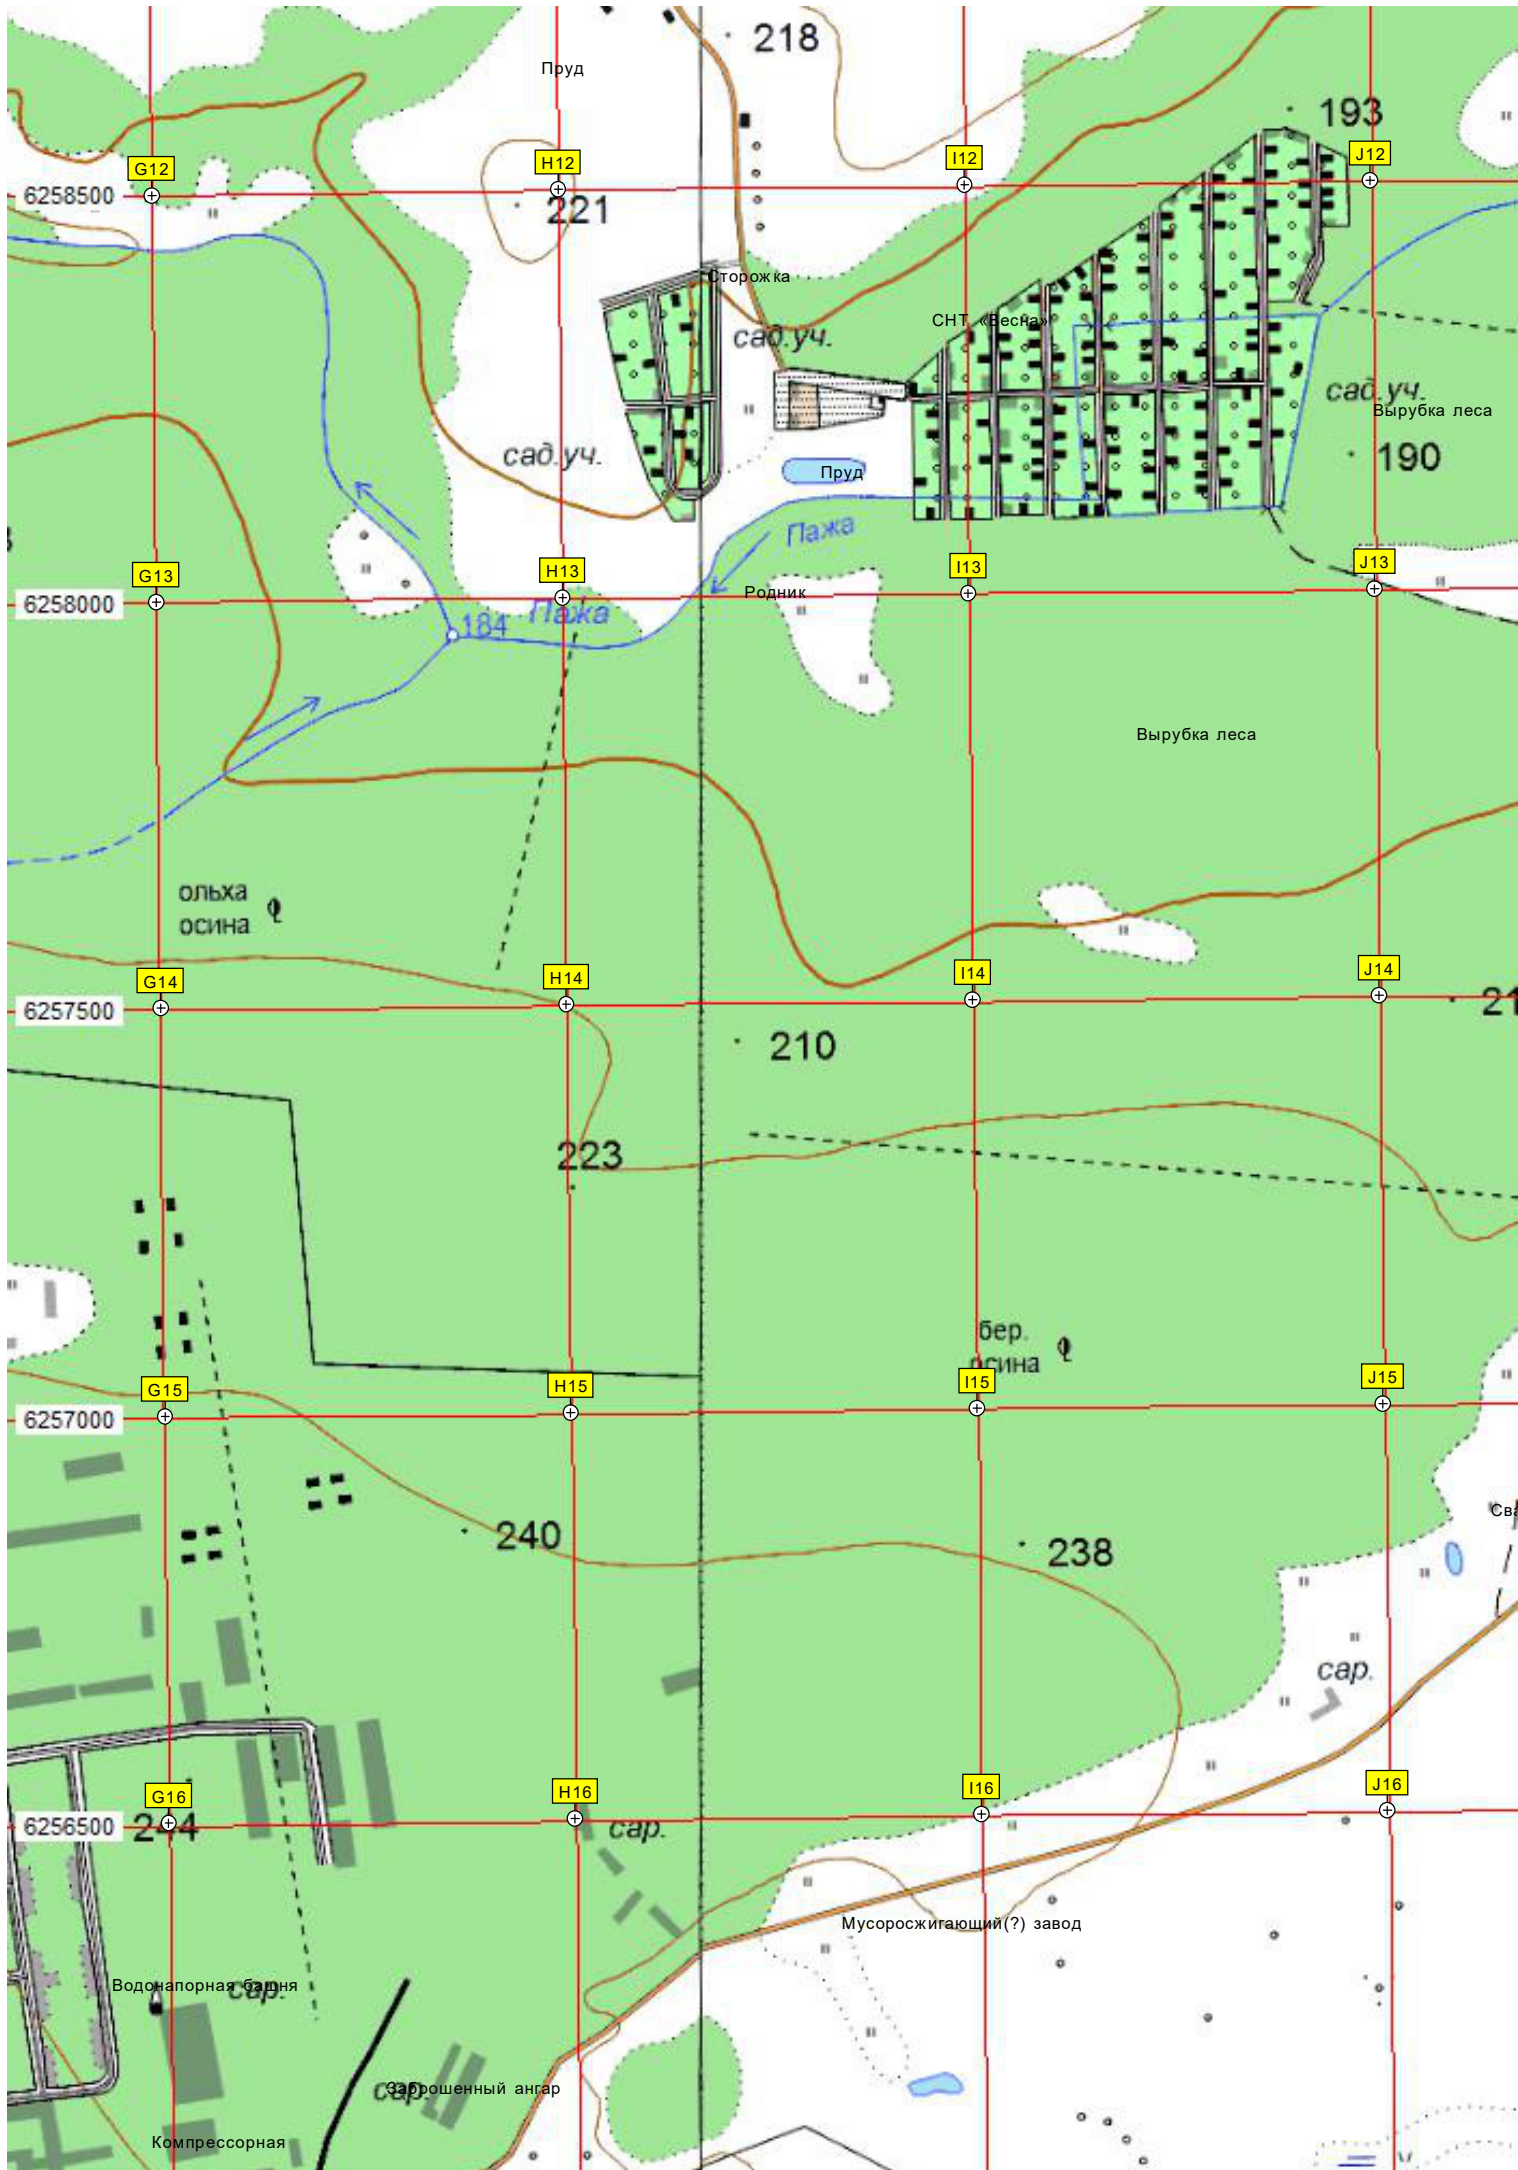 218
Пруд
193
G12
H12
I12
J12
6258500
221
Сторожка
СНТ «Весна»
сад.уч.
сад.уч.
Вырубка леса
сад.уч.
190
Пруд
Пажа
G13
H13
I13
J13
6258000
Родник
184
Пажа
Вырубка леса
ольха
осина
G14
H14
I14
J14
6257500
210
223
бер.
осина
G15
H15
I15
J15
6257000
240
238
сар.
G16
H16
I16
J16
6256500
244
сар.
Мусоросжигающий(?) завод
Водонапорная башня
сар.
сар.
Заброшенный ангар
Компрессорная